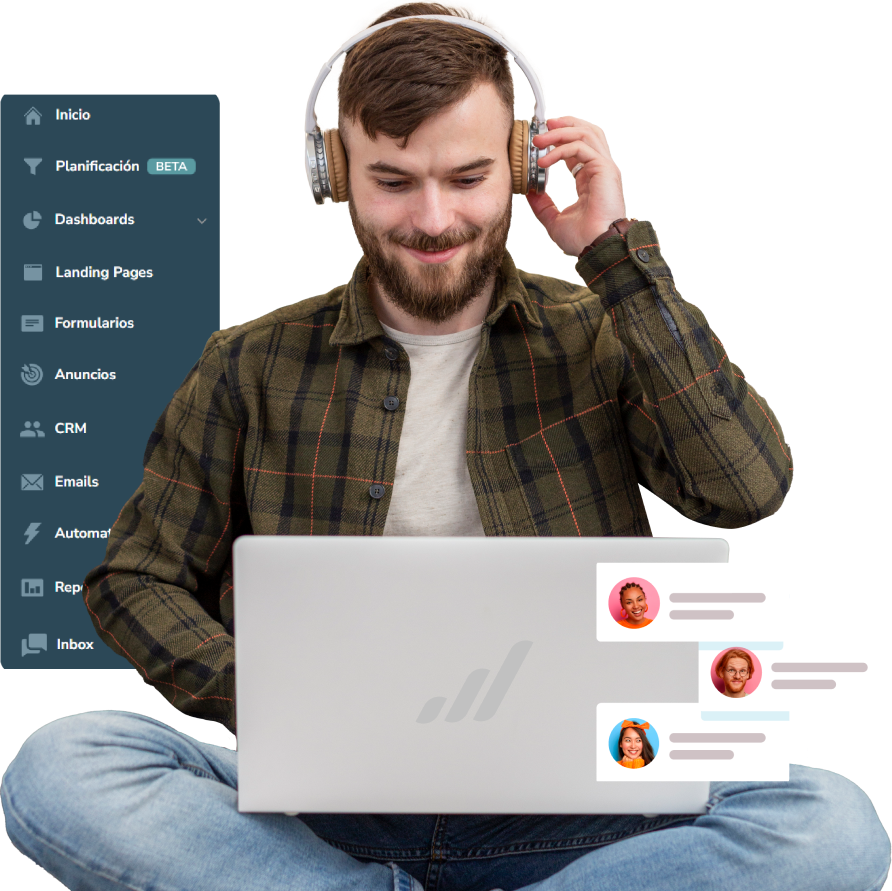 Inicio
Planificación BETA
Dashboards
Landing Pages
Formularios
Anuncios
CRM
Emails
Inbox